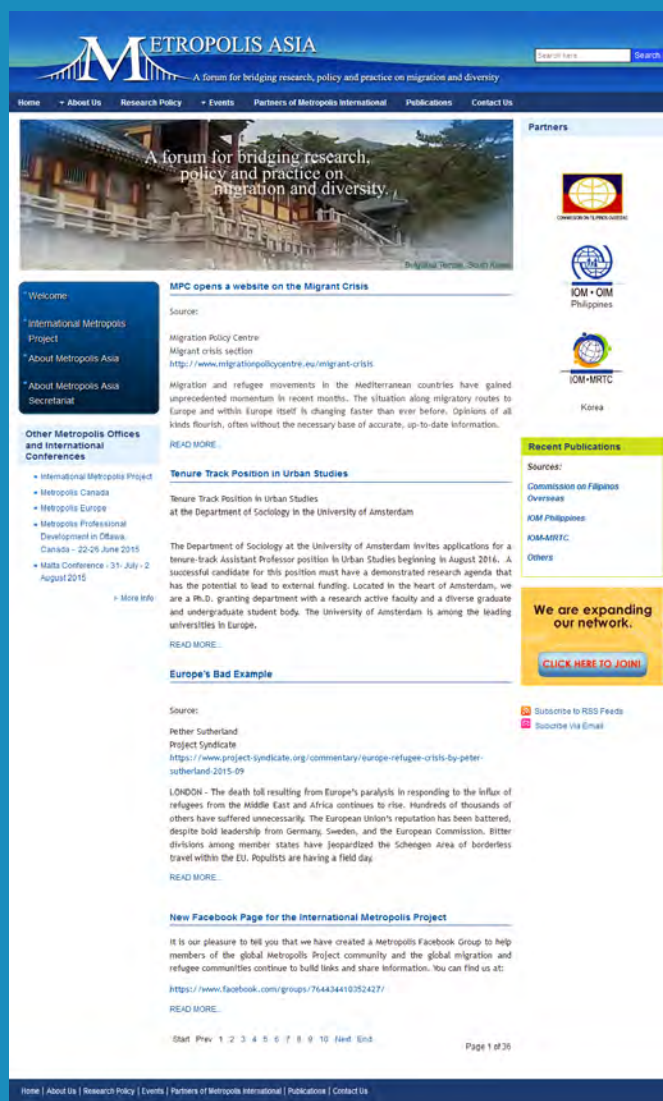 METROPOLIS ASIA
A forum for bridging research, policy and practice on migration and diversity
Search here
Search
Home
About Us
Research Policy
Events
Partners of Metropolis International
Publications
Contact Us
A forum for bridging research,
policy and practice on
migration and diversity.
Bulguksa Temple, South Korea
Welcome
International Metropolis
Project
About Metropolis Asia
About Metropolis Asia
Secretariat
Other Metropolis Offices
and International
Conferences
International Metropolis Project
Metropolis Canada
Metropolis Europe
Metropolis Professional
Development in Ottawa,
Canada - 22-26 June 2015
Malta Conference - 31- July - 2
August 2015
More Info
MPC opens a website on the Migrant Crisis
Source:
Migration Policy Centre
Migrant crisis section
http://www.migrationpolicycentre.eu/migrant-crisis
Migration and refugee movements in the Mediterranean countries have gained
unprecedented momentum in recent months. The situation along migratory routes to
Europe and within Europe itself is changing faster than ever before. Opinions of all
kinds flourish, often without the necessary base of accurate, up-to-date information.
READ MORE...
Tenure Track Position in Urban Studies
Tenure Track Position in Urban Studies
at the Department of Sociology in the University of Amsterdam
The Department of Sociology at the University of Amsterdam invites applications for a
tenure-track Assistant Professor position in Urban Studies beginning in August 2016. A
successful candidate for this position must have a demonstrated research agenda that
has the potential to lead to external funding. Located in the heart of Amsterdam, we
are a Ph.D. granting department with a research active faculty and a diverse graduate
and undergraduate student body. The University of Amsterdam is among the leading
universities in Europe.
READ MORE...
Europe's Bad Example
Source:
Pether Sutherland
Project Syndicate
https://www.project-syndicate.org/commentary/europe-refugee-crisis-by-peter-
sutherland-2015-09
LONDON - The death toll resulting from Europe's paralysis in responding to the influx of
refugees from the Middle East and Africa continues to rise. Hundreds of thousands of
others have suffered unnecessarily. The European Union's reputation has been battered,
despite bold leadership from Germany, Sweden, and the European Commission. Bitter
divisions among member states have jeopardized the Schengen Area of borderless
travel within the EU. Populists are having a field day.
READ MORE...
New Facebook Page for the International Metropolis Project
It is our pleasure to tell you that we have created a Metropolis Facebook Group to help
members of the global Metropolis Project community and the global migration and
refugee communities continue to build links and share information. You can find us at:
https://www.facebook.com/groups/764434410352427/
READ MORE...
Start Prev 1 2 3 4 5 6 7 8 9 10 Next End
Page 1 of 36
Partners
COMMISSION ON FILIPINOS OVERSEAS
IOM • OIM
Philippines
IOM•MRTC
Korea
Recent Publications
Sources:
Commission on Filipinos
Overseas
IOM Philippines
IOM-MRTC
Others
We are expanding
our network.
CLICK HERE TO JOIN!
Subscribe to RSS Feeds
Subscribe Via Email
Home | About Us | Research Policy | Events | Partners of Metropolis International | Publications | Contact Us